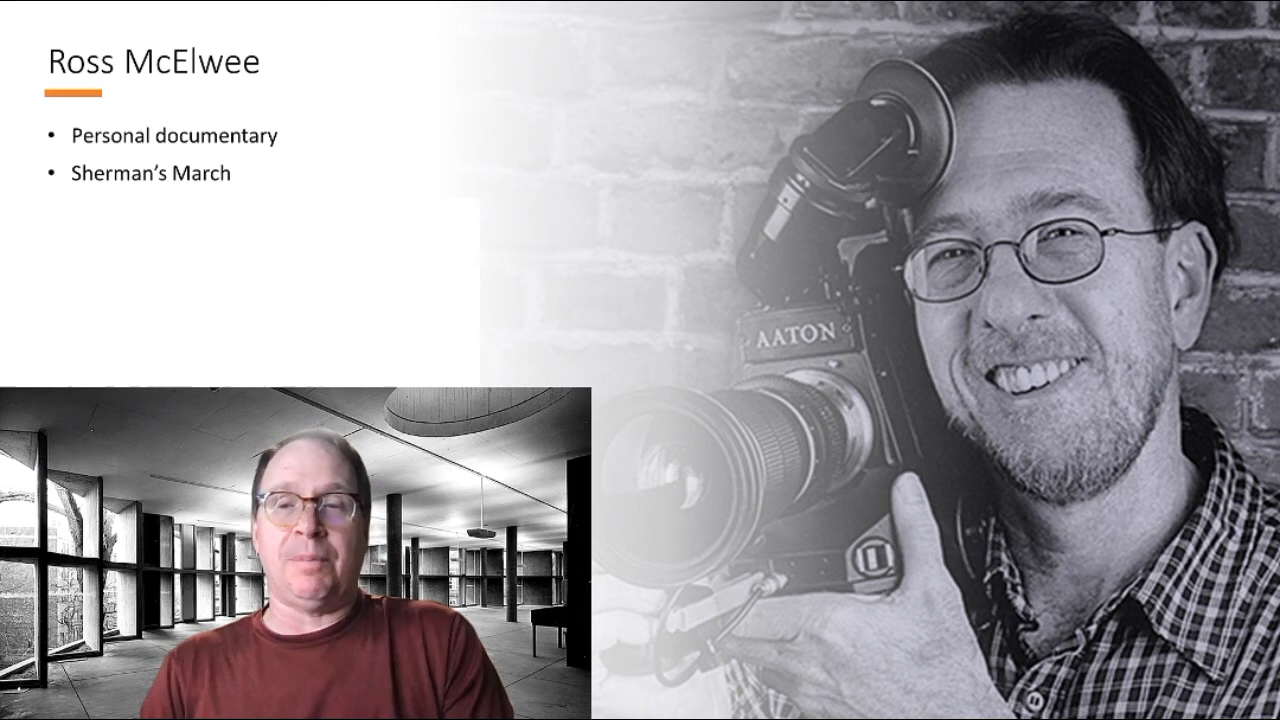 Ross McElwee
• Personal documentary
• Sherman's March
AATON